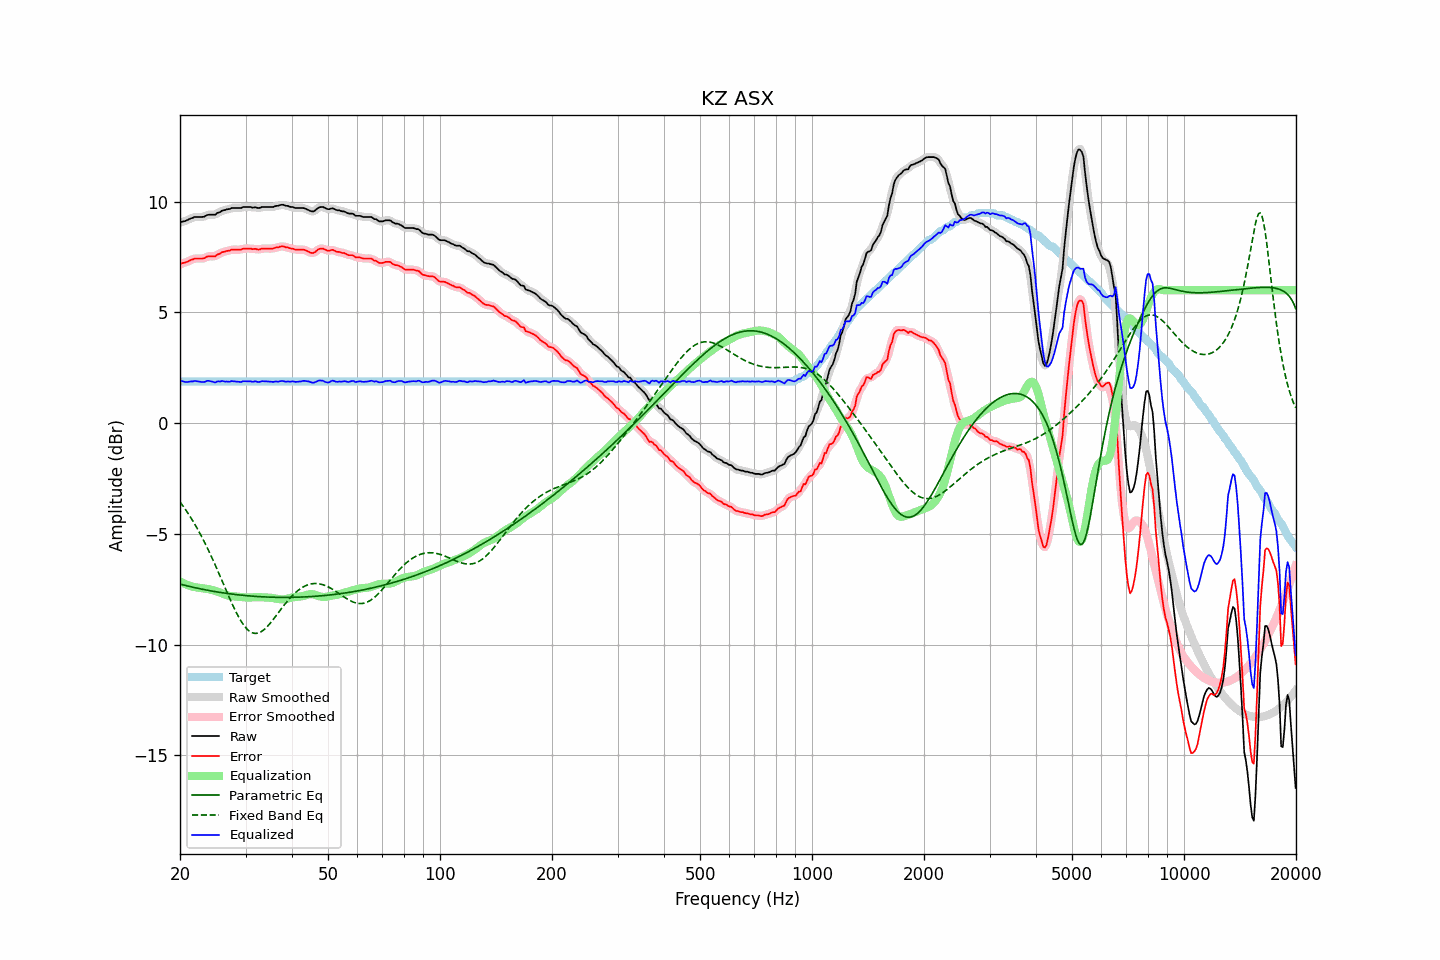 KZ ASX
Amplitude (dBr)
10
5
0
−5
−10
−15
Target
Raw Smoothed
Error Smoothed
Raw
Error
Equalization
Parametric Eq
Fixed Band Eq
Equalized
20 50 100 200 500 1000 2000 5000 10000 20000
Frequency (Hz)